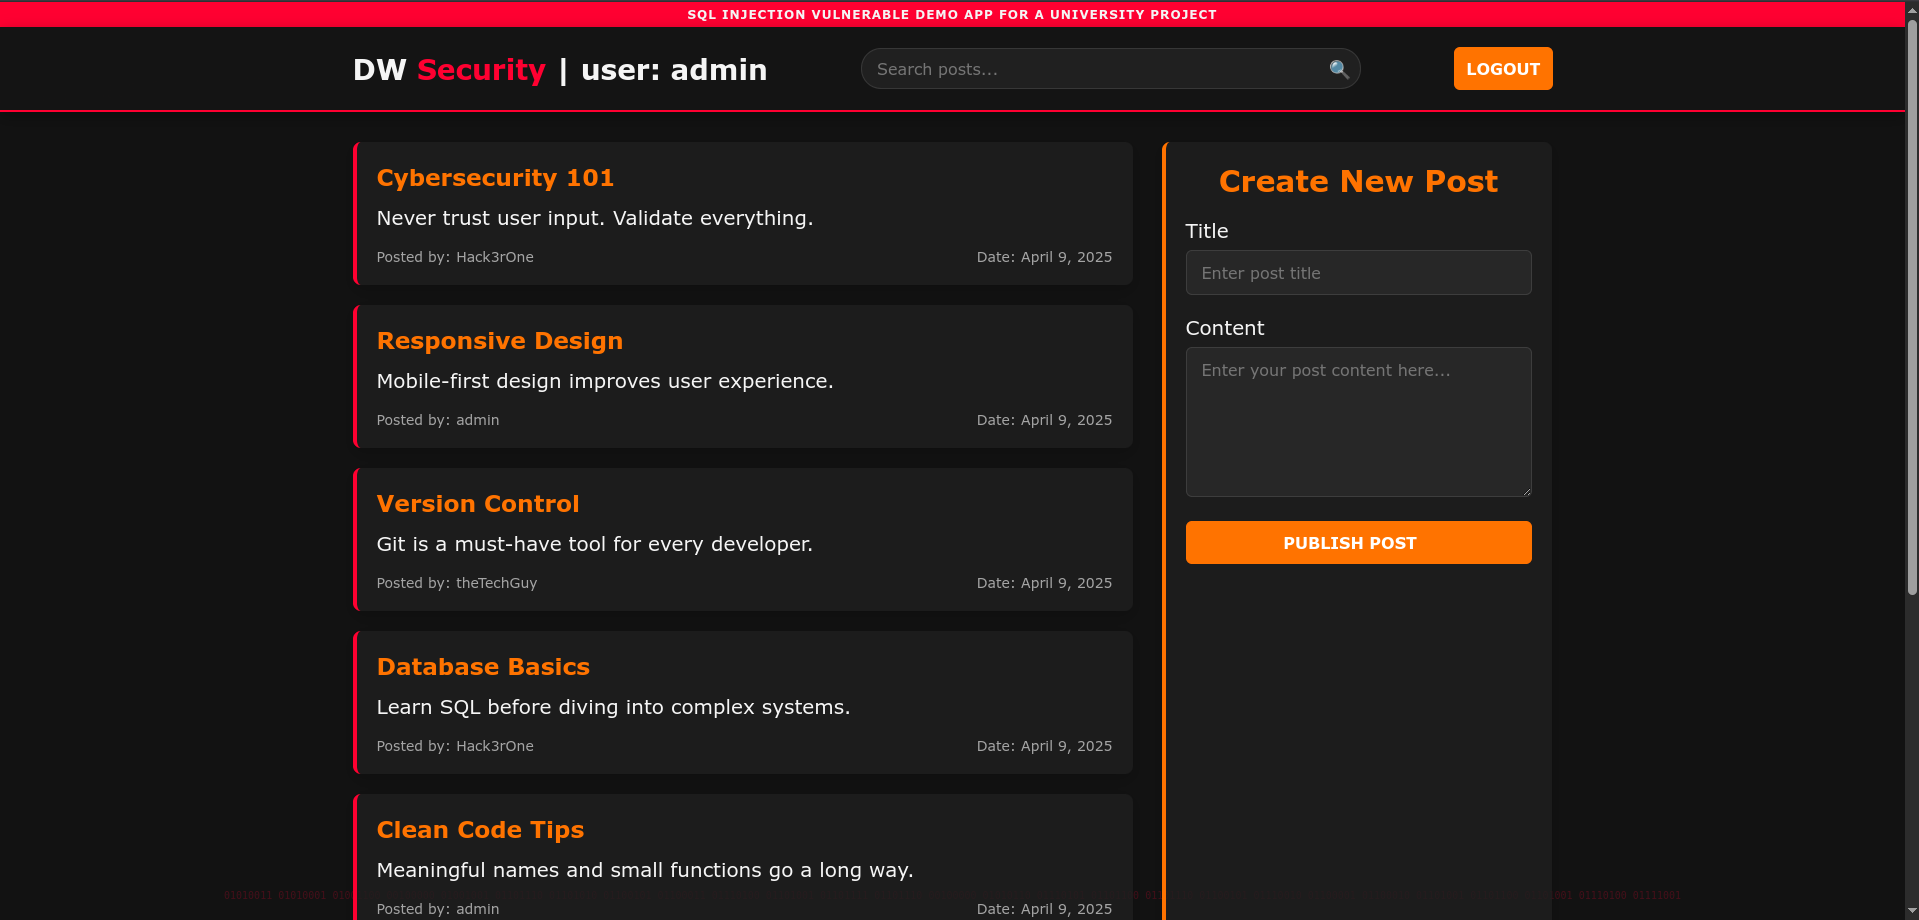 SQL INJECTION VULNERABLE DEMO APP FOR A UNIVERSITY PROJECT
DW Security | user: admin
Search posts...
LOGOUT
Cybersecurity 101
Never trust user input. Validate everything.
Posted by: Hack3rOne
Date: April 9, 2025
Responsive Design
Mobile-first design improves user experience.
Posted by: admin
Date: April 9, 2025
Version Control
Git is a must-have tool for every developer.
Posted by: theTechGuy
Date: April 9, 2025
Database Basics
Learn SQL before diving into complex systems.
Posted by: Hack3rOne
Date: April 9, 2025
Clean Code Tips
Meaningful names and small functions go a long way.
Posted by: admin
Date: April 9, 2025
Create New Post
Title
Enter post title
Content
Enter your post content here...
PUBLISH POST
01010011 01010001 01110100 01111001